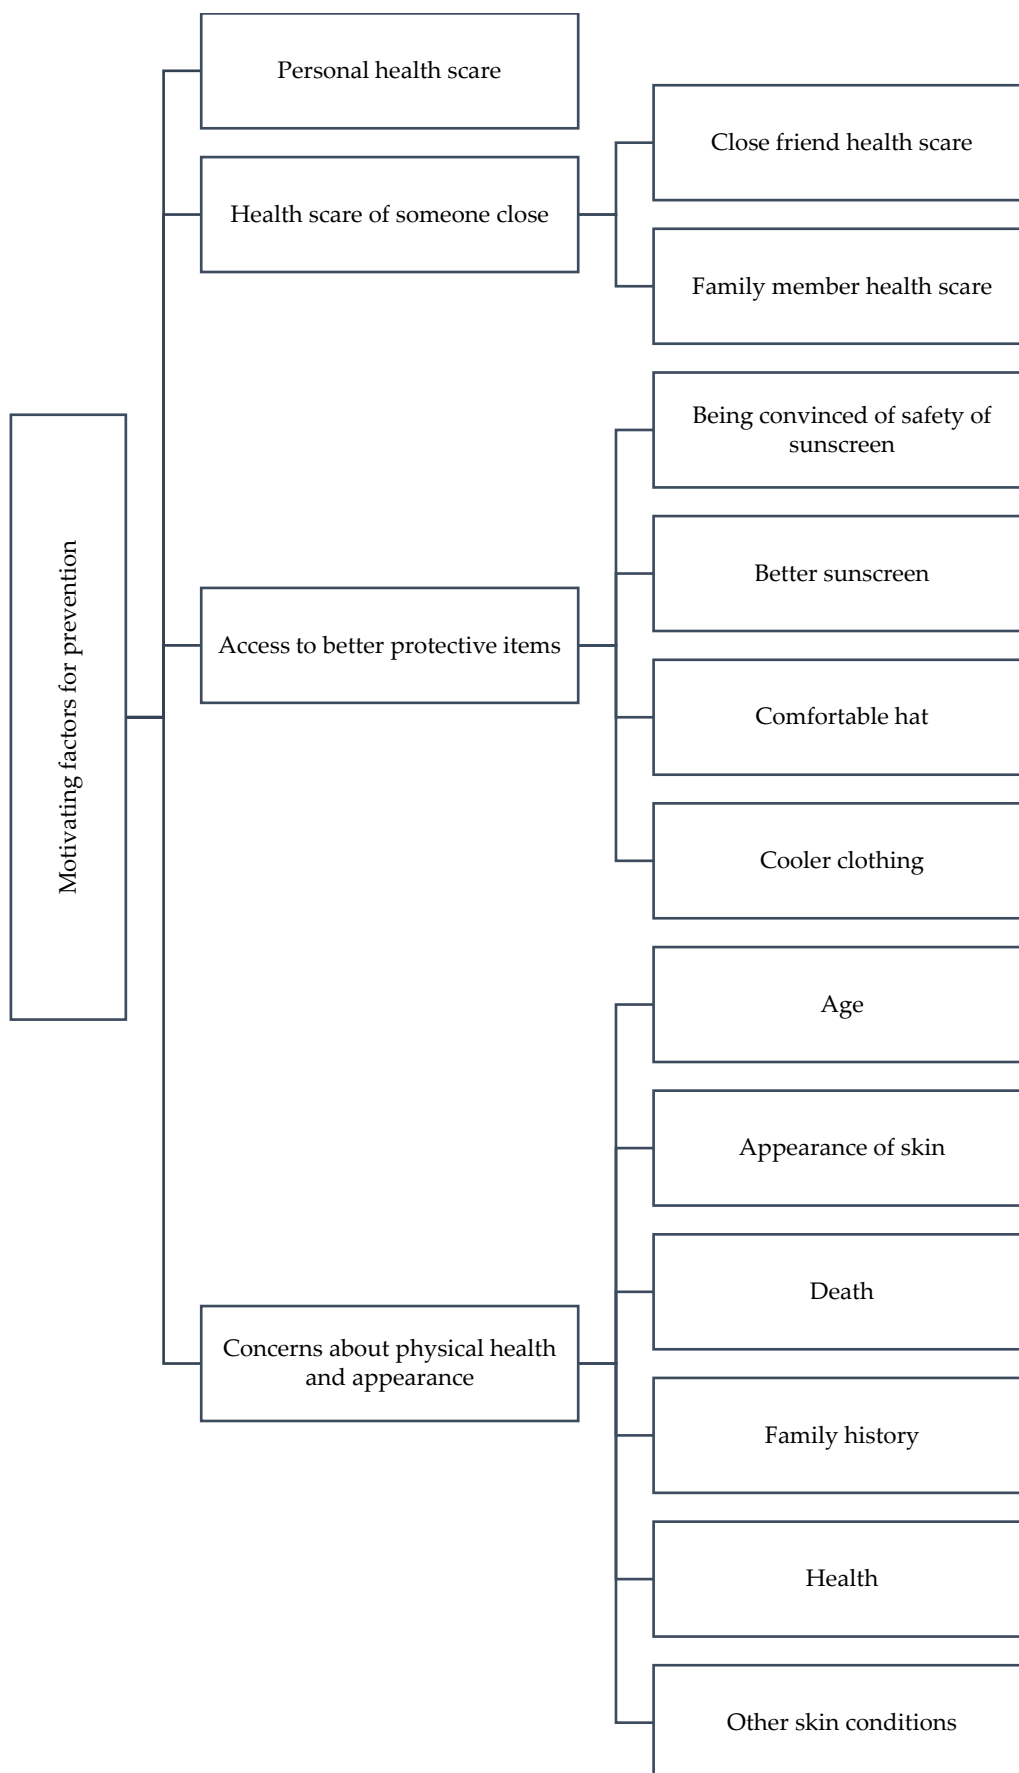 Motivating factors for prevention
Personal health scare
Health scare of someone close
Close friend health scare
Family member health scare
Access to better protective items
Being convinced of safety of
sunscreen
Better sunscreen
Comfortable hat
Cooler clothing
Concerns about physical health
and appearance
Age
Appearance of skin
Death
Family history
Health
Other skin conditions